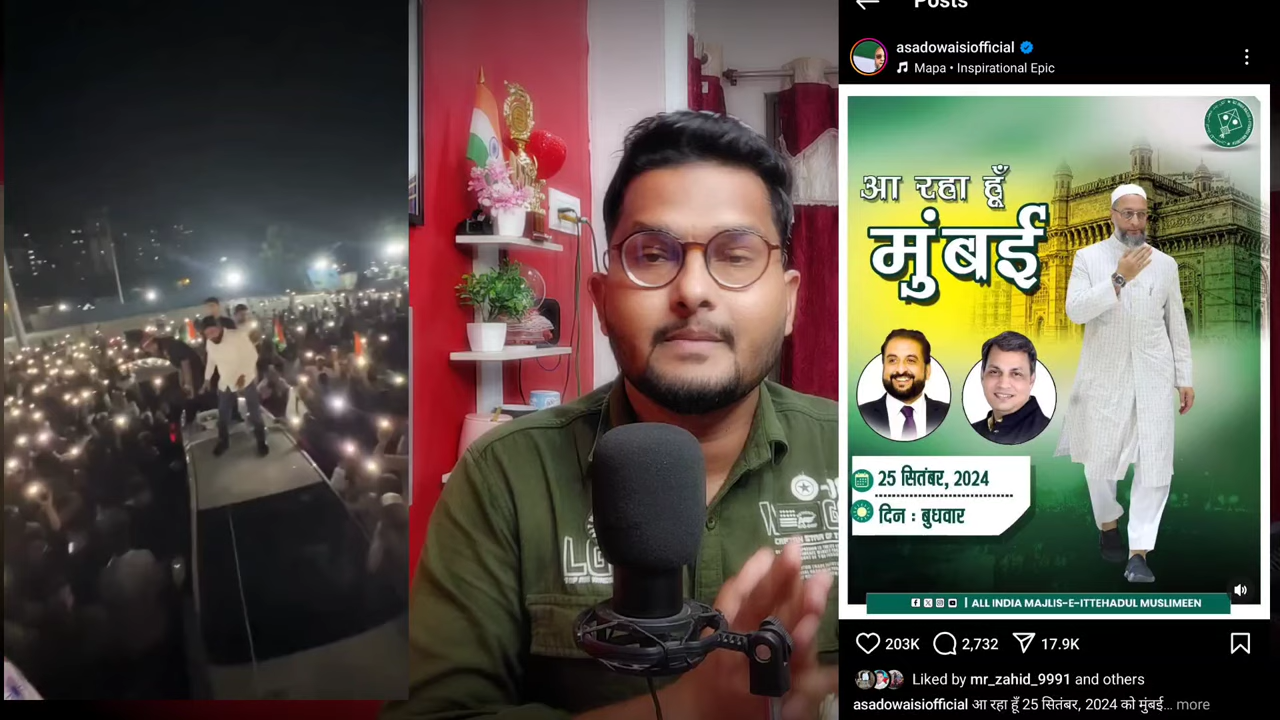 Posts
asadowaisiofficial
Mapa • Inspirational Epic
आ रहा हूँ
मुंबई
25 सितंबर, 2024
दिन : बुधवार
| ALL INDIA MAJLIS-E-ITTEHADUL MUSLIMEEN
203K 2,732 17.9K
Liked by mr_zahid_9991 and others
asadowaisiofficial आ रहा हूँ 25 सितंबर, 2024 को मुंबई... more